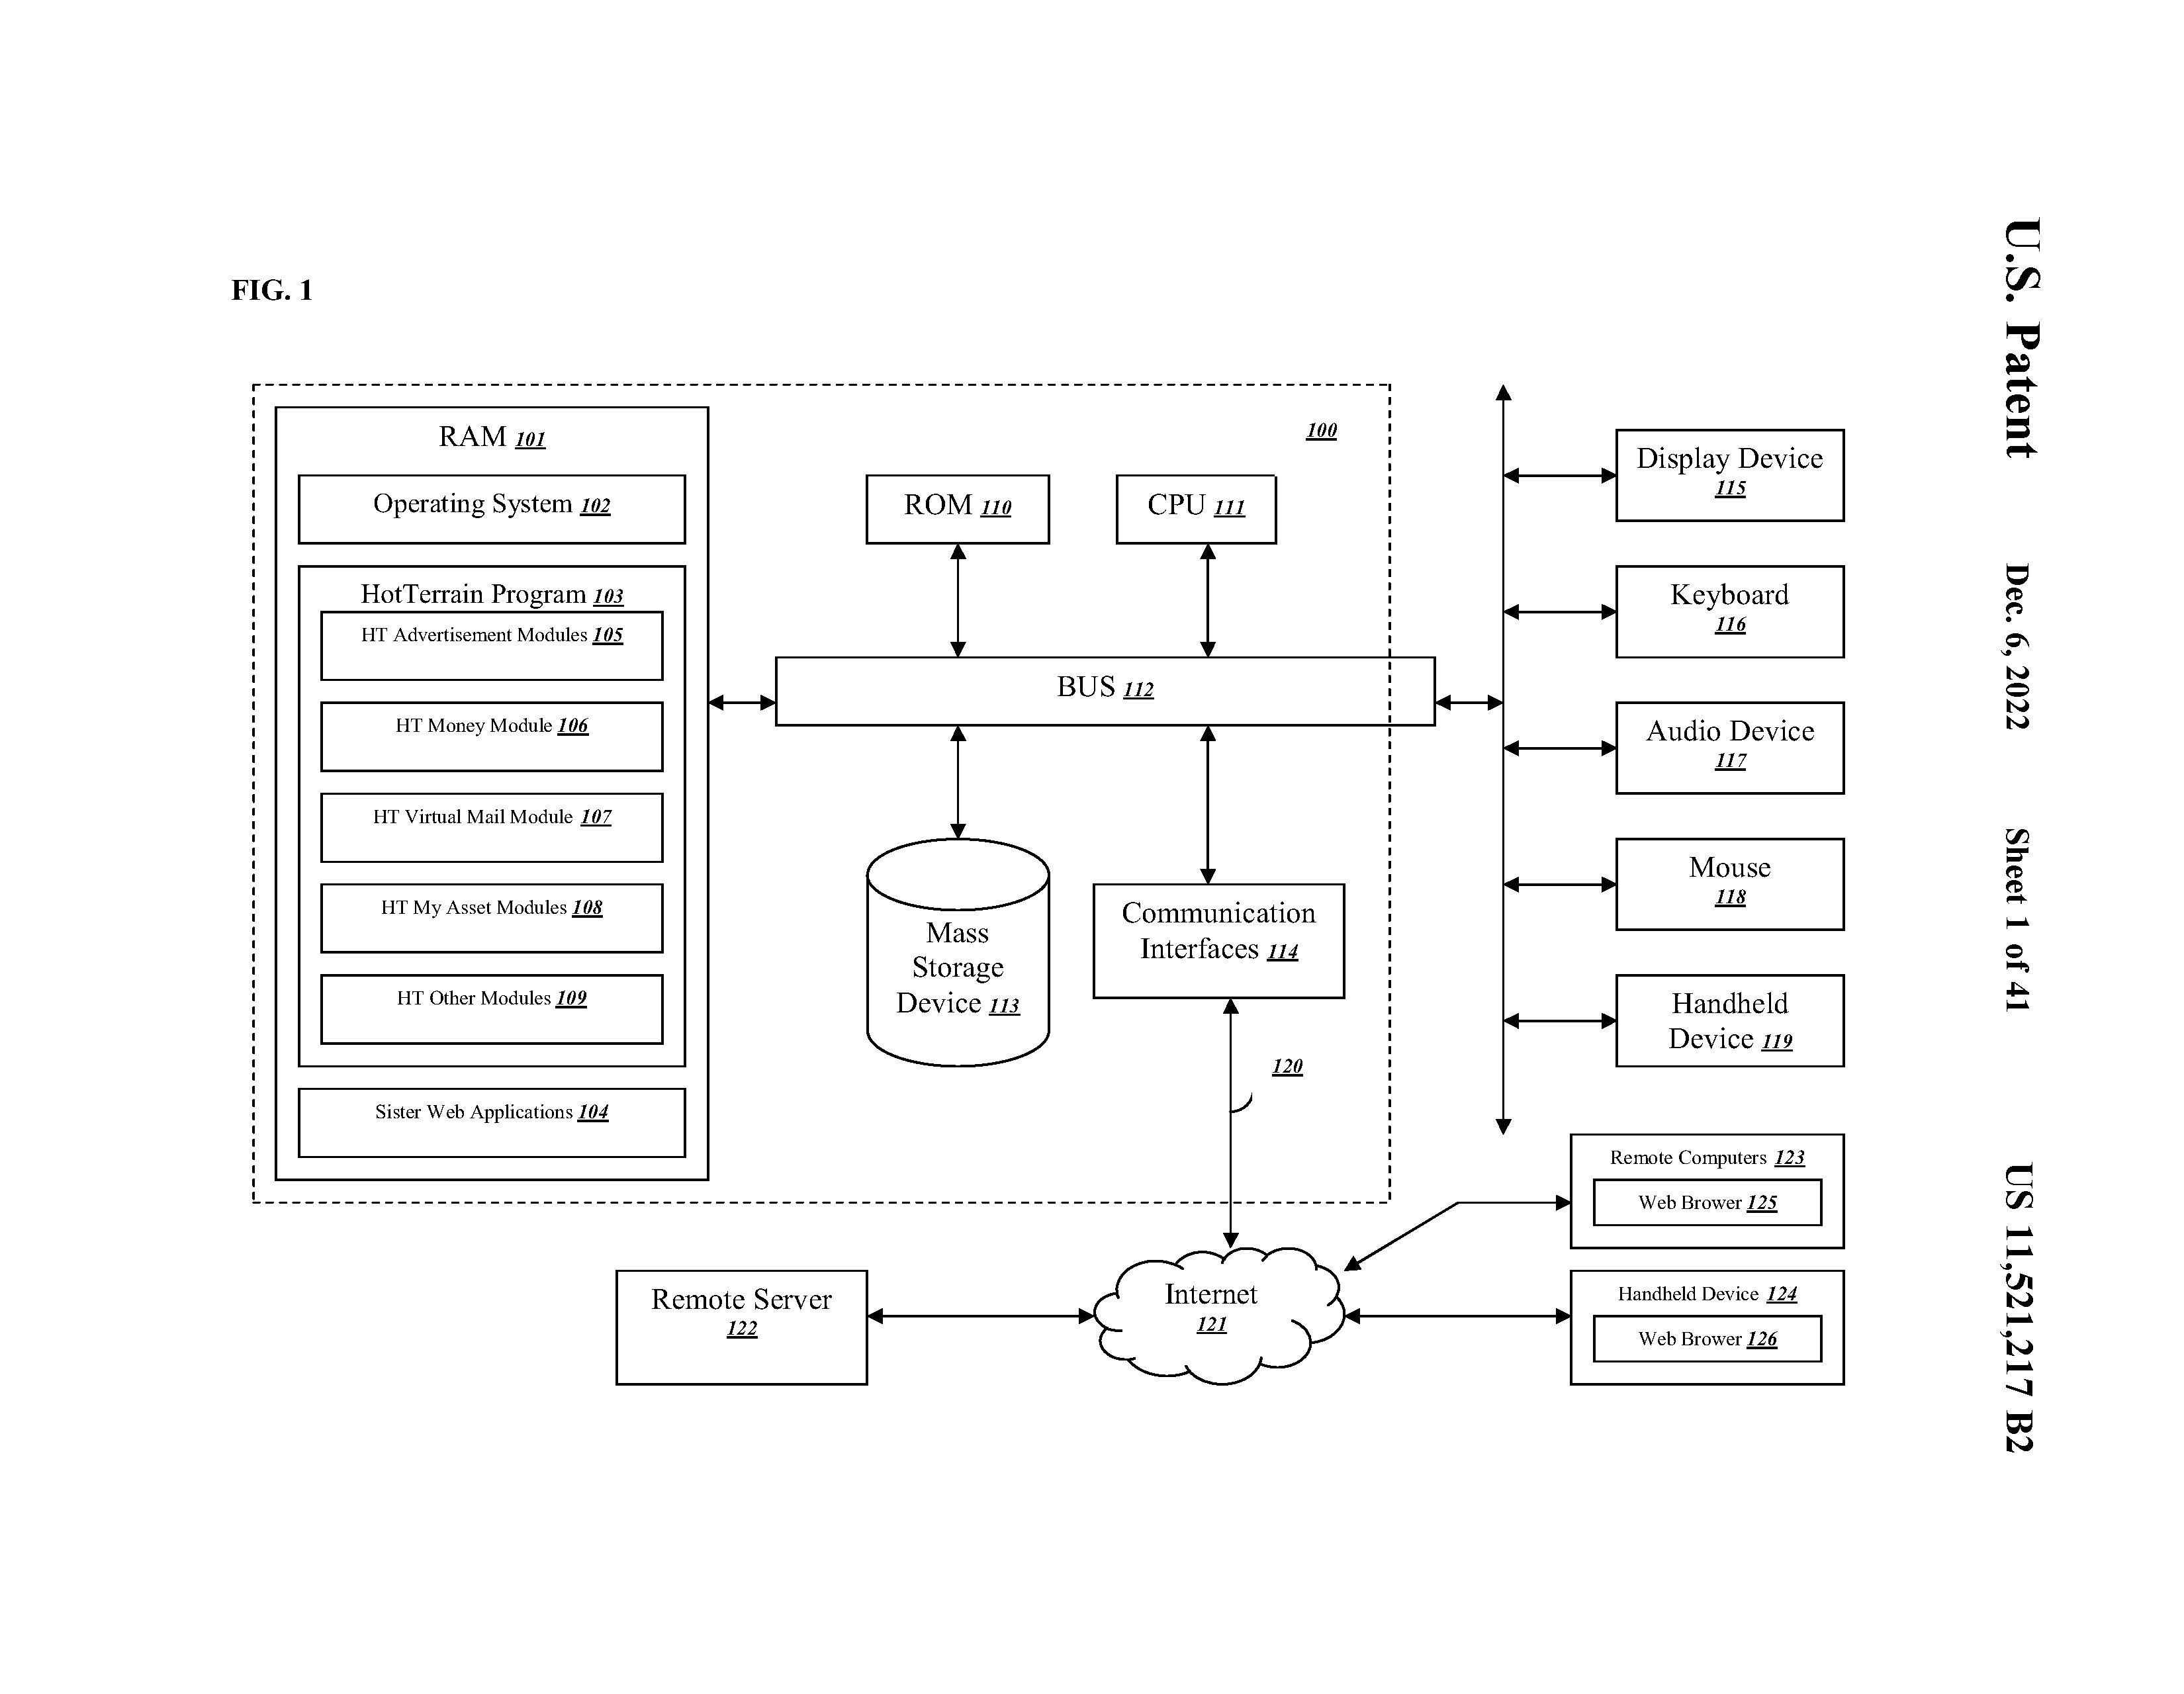 U.S. Patent
Dec. 6, 2022
Sheet 1 of 41
US 11,521,217 B2
FIG. 1
100
RAM 101
Operating System 102
HotTerrain Program 103
HT Advertisement Modules 105
HT Money Module 106
HT Virtual Mail Module 107
HT My Asset Modules 108
HT Other Modules 109
Sister Web Applications 104
ROM 110
CPU 111
BUS 112
Mass
Storage
Device 113
Communication
Interfaces 114
120
Display Device
115
Keyboard
116
Audio Device
117
Mouse
118
Handheld
Device 119
Remote Computers 123
Web Brower 125
Remote Server
122
Internet
121
Handheld Device 124
Web Brower 126